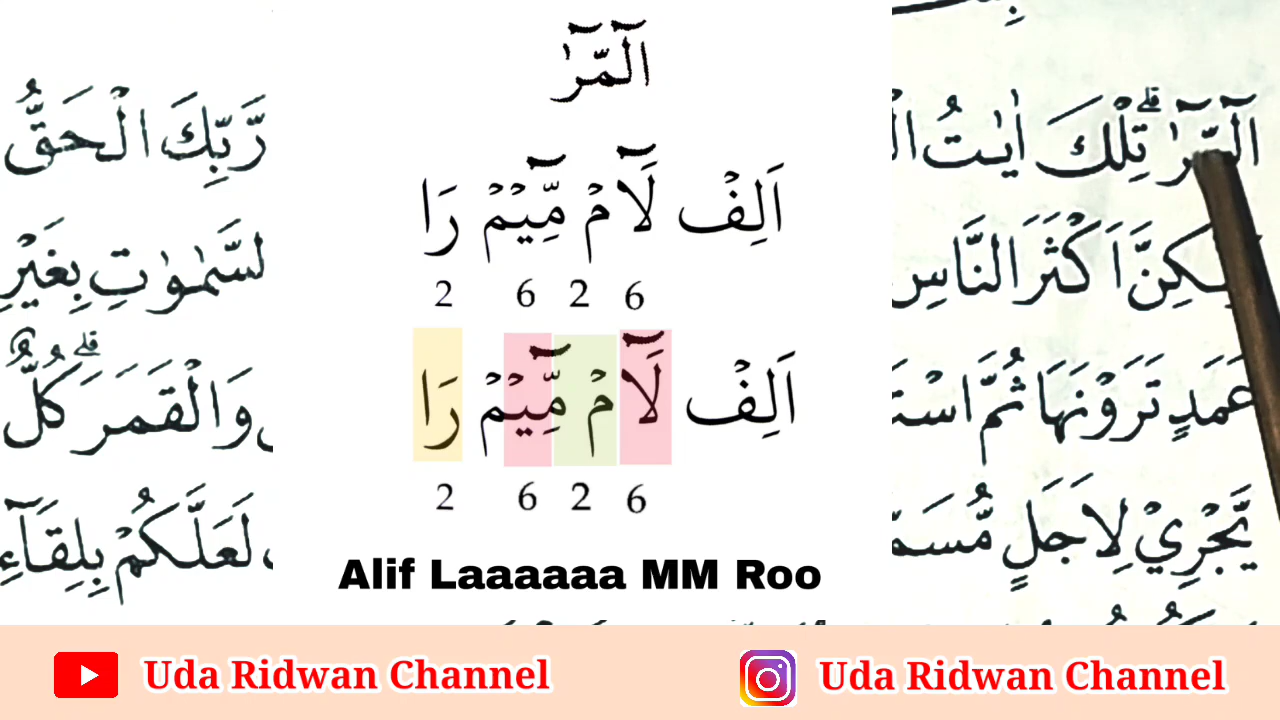 الٓمّٓرٰ
اَلِفْ لَآمْ مِّيْٓمْ رَا
2 6 2 6
اَلِفْ لَآمْ مِّيْٓمْ رَا
2 6 2 6
Alif Laaaaaa MM Roo
الٓمّٓرٰ ۗ تِلْكَ اٰيٰتُ
رَّبِّكَ الْحَقُّ
اَكْثَرَ النَّاسِ
السَّمٰوٰتِ بِغَيْرِ
عَمَدٍ تَرَوْنَهَا ثُمَّ
وَالْقَمَرَ ۗ كُلٌّ
يَّجْرِيْ لِاَجَلٍ
لَعَلَّكُمْ بِلِقَاۤءِ
Uda Ridwan Channel
Uda Ridwan Channel